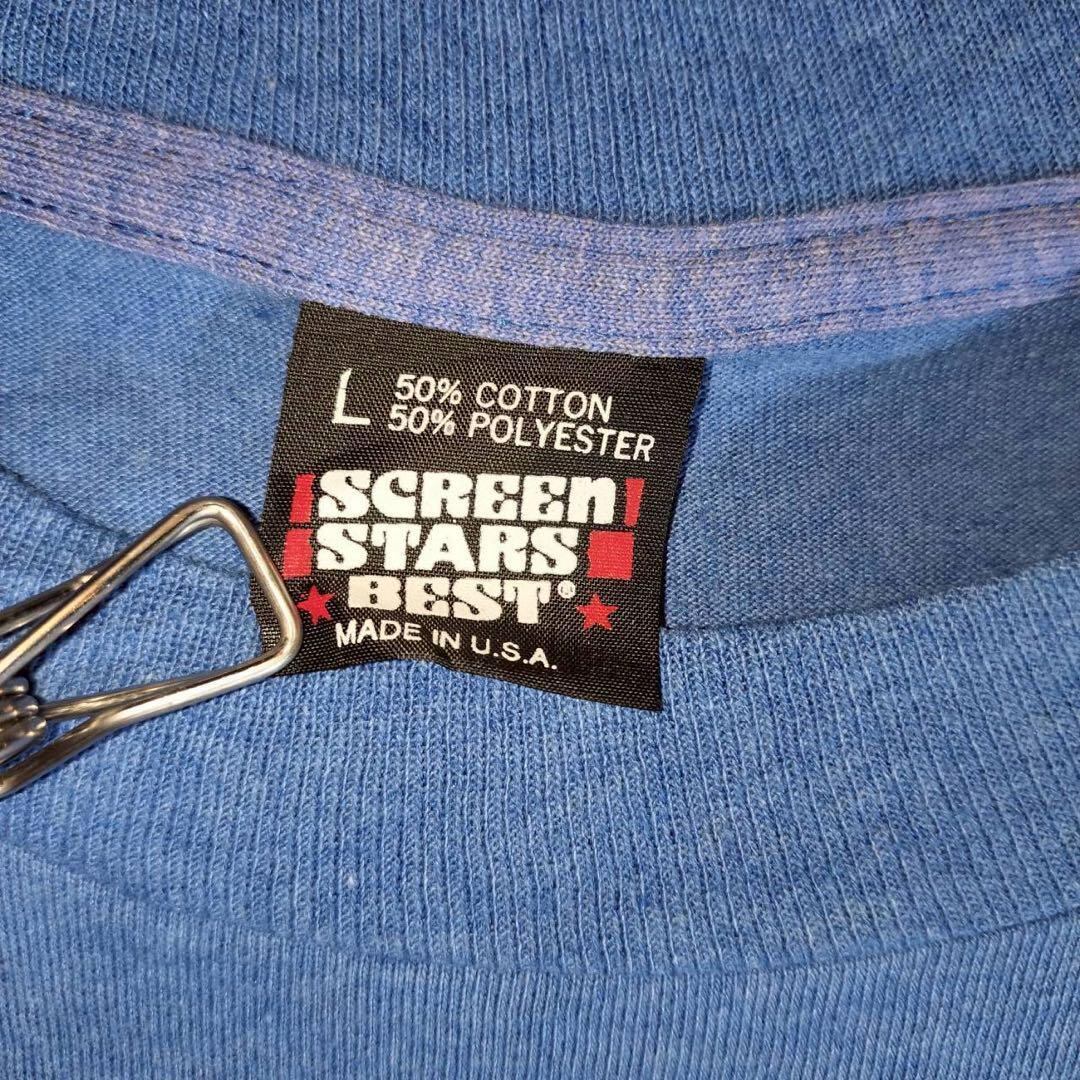 L 50% COTTON
50% POLYESTER
SCREEN
STARS
BEST®
MADE IN U.S.A.